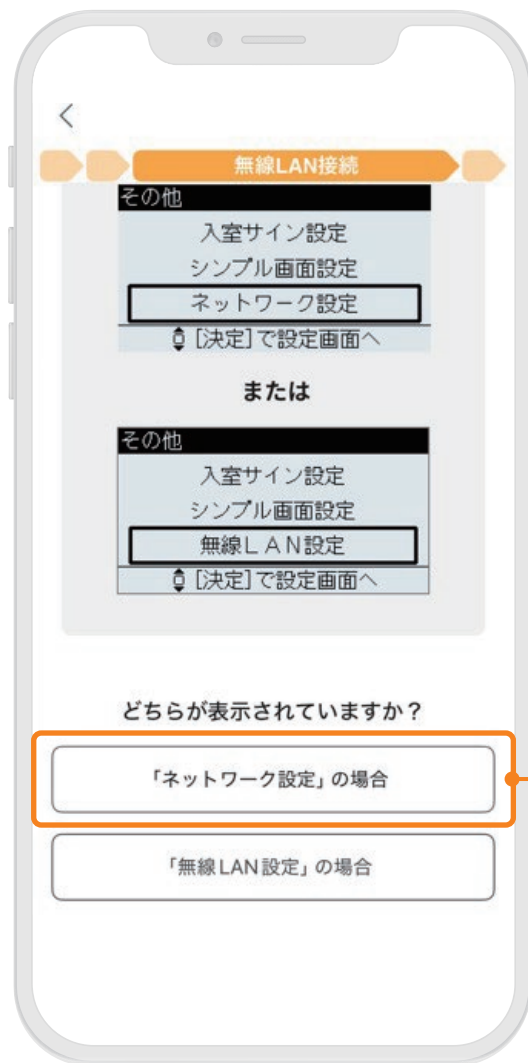 無線LAN接続
その他
入室サイン設定
シンプル画面設定
ネットワーク設定
[決定]で設定画面へ
または
その他
入室サイン設定
シンプル画面設定
無線LAN設定
[決定]で設定画面へ
どちらが表示されていますか?
「ネットワーク設定」の場合
「無線LAN設定」の場合